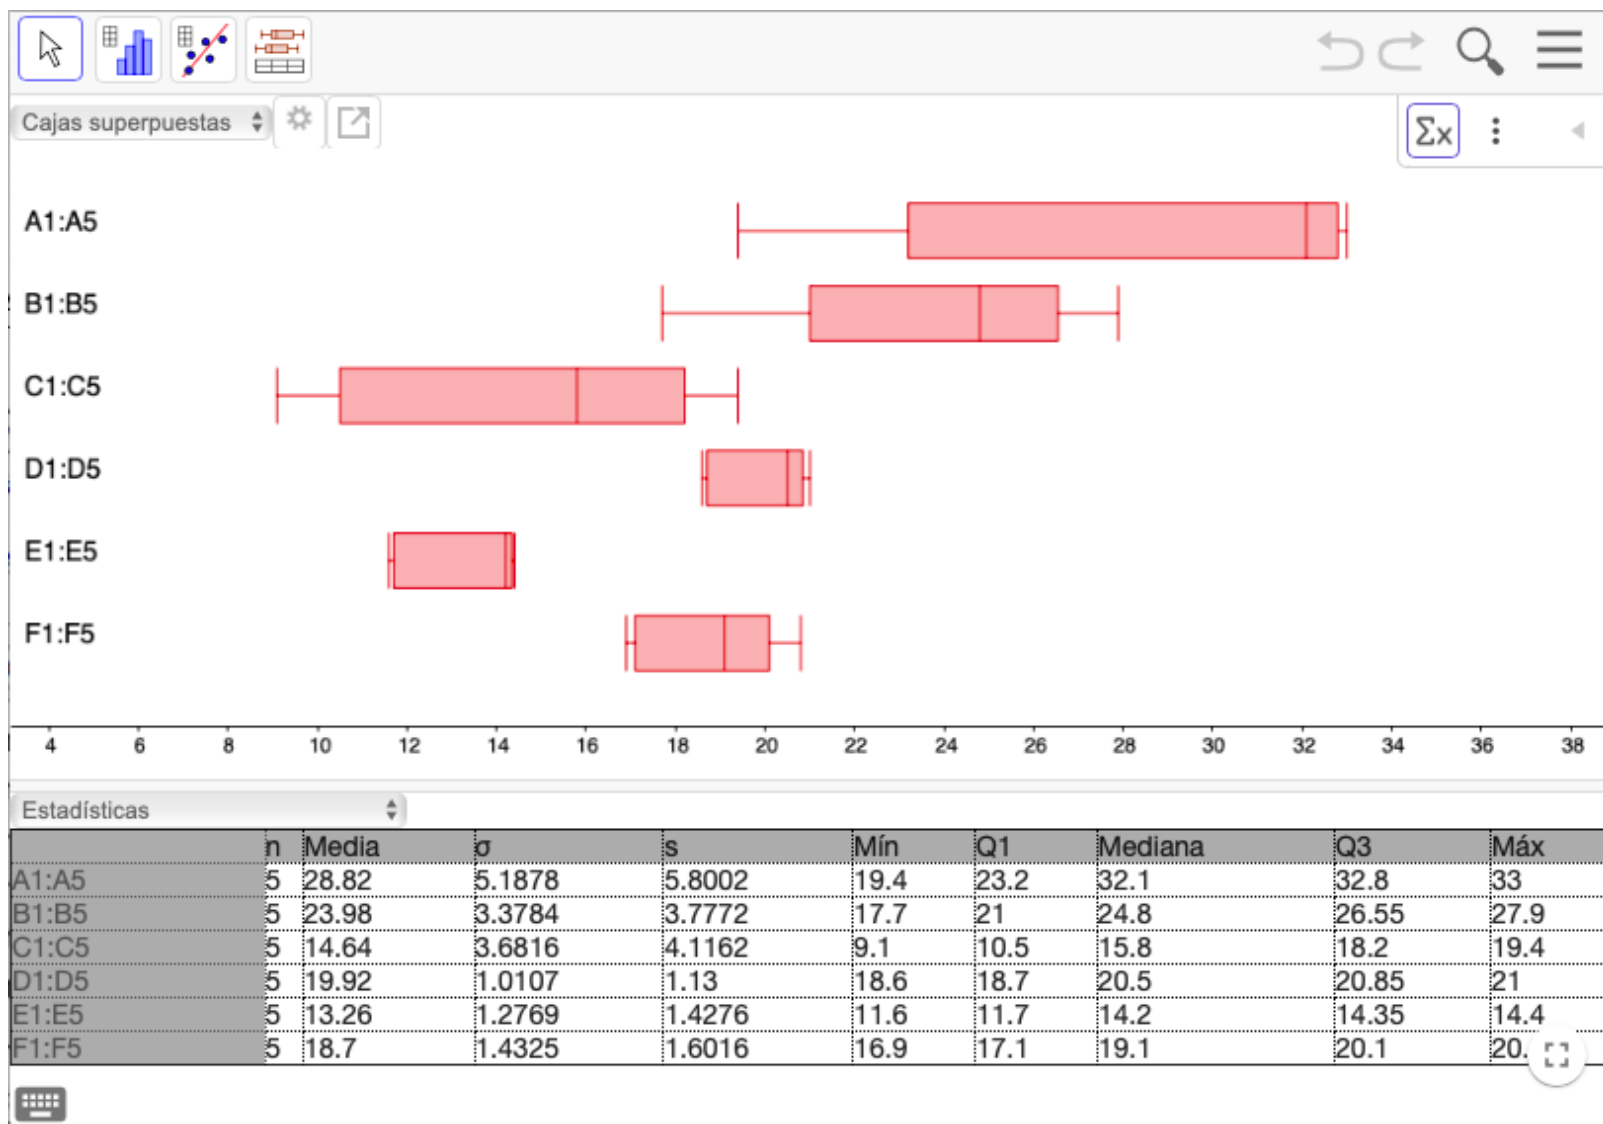 Cajas superpuestas
Σx
A1:A5
B1:B5
C1:C5
D1:D5
E1:E5
F1:F5
4 6 8 10 12 14 16 18 20 22 24 26 28 30 32 34 36 38
Estadísticas
n Media σ s Mín Q1 Mediana Q3 Máx
A1:A5 5 28.82 5.1878 5.8002 19.4 23.2 32.1 32.8 33
B1:B5 5 23.98 3.3784 3.7772 17.7 21 24.8 26.55 27.9
C1:C5 5 14.64 3.6816 4.1162 9.1 10.5 15.8 18.2 19.4
D1:D5 5 19.92 1.0107 1.13 18.6 18.7 20.5 20.85 21
E1:E5 5 13.26 1.2769 1.4276 11.6 11.7 14.2 14.35 14.4
F1:F5 5 18.7 1.4325 1.6016 16.9 17.1 19.1 20.1 20.